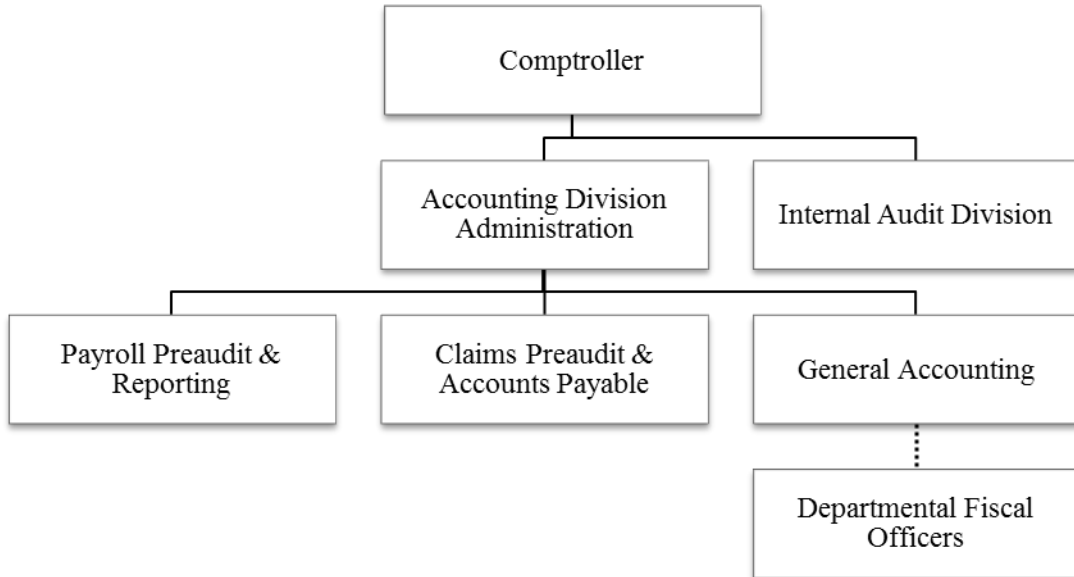 Comptroller
Accounting Division
Administration
Internal Audit Division
Payroll Preaudit &
Reporting
Claims Preaudit &
Accounts Payable
General Accounting
Departmental Fiscal
Officers